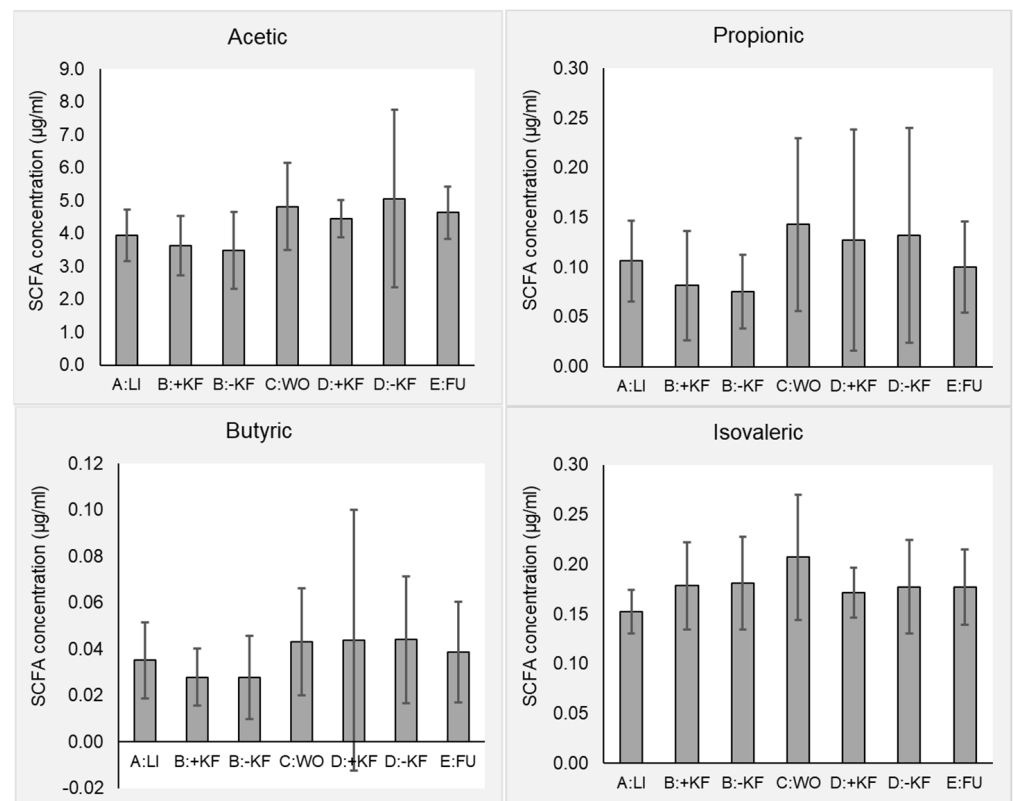 Acetic
SCFA concentration (µg/ml)
9.0
8.0
7.0
6.0
5.0
4.0
3.0
2.0
1.0
0.0
A:LI B:+KF B:-KF C:WO D:+KF D:-KF E:FU
Propionic
SCFA concentration (µg/ml)
0.30
0.25
0.20
0.15
0.10
0.05
0.00
A:LI B:+KF B:-KF C:WO D:+KF D:-KF E:FU
Butyric
SCFA concentration (µg/ml)
0.12
0.10
0.08
0.06
0.04
0.02
0.00
-0.02
A:LI B:+KF B:-KF C:WO D:+KF D:-KF E:FU
Isovaleric
SCFA concentration (µg/ml)
0.30
0.25
0.20
0.15
0.10
0.05
0.00
A:LI B:+KF B:-KF C:WO D:+KF D:-KF E:FU